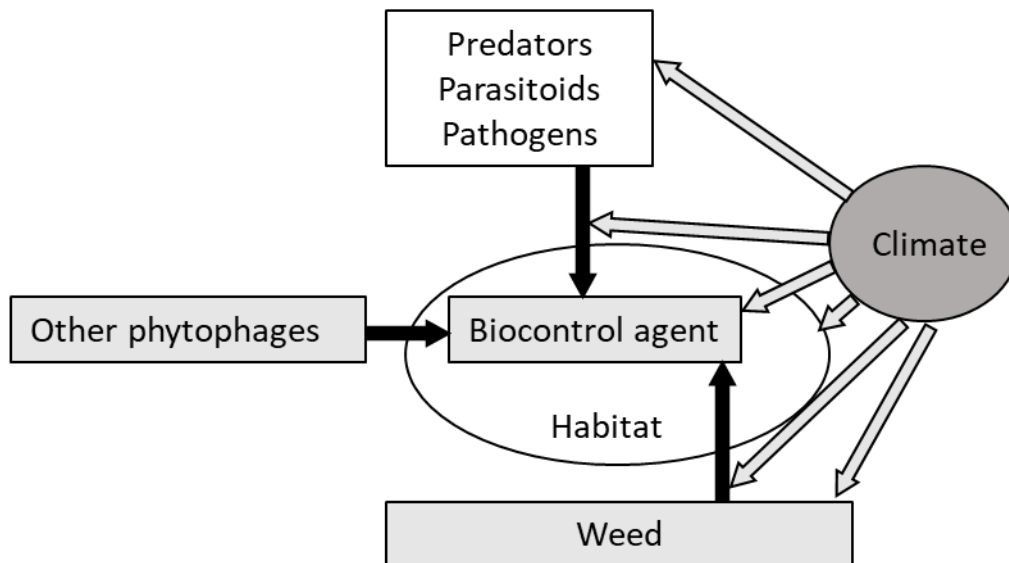 Predators
Parasitoids
Pathogens
Climate
Other phytophages
Biocontrol agent
Habitat
Weed